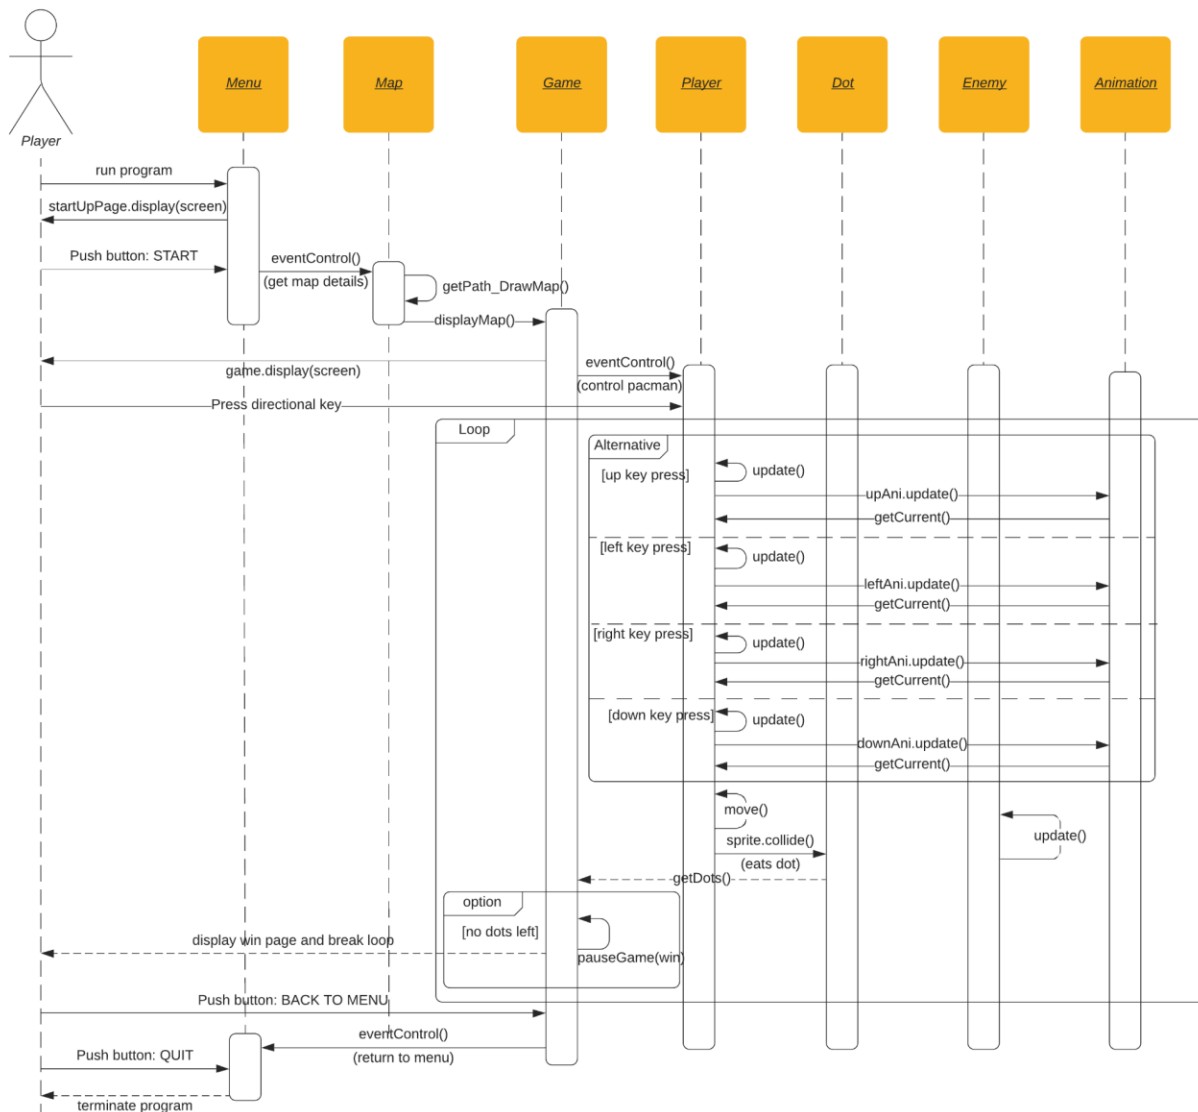 Menu
Map
Game
Player
Dot
Enemy
Animation
Player
run program
startUpPage.display(screen)
Push button: START
eventControl()
(get map details)
getPath_DrawMap()
displayMap()
game.display(screen)
eventControl()
(control pacman)
Press directional key
Loop
Alternative
[up key press]
update()
upAni.update()
getCurrent()
[left key press]
update()
leftAni.update()
getCurrent()
[right key press]
update()
rightAni.update()
getCurrent()
[down key press]
update()
downAni.update()
getCurrent()
move()
update()
sprite.collide()
(eats dot)
getDots()
option
[no dots left]
display win page and break loop
pauseGame(win)
Push button: BACK TO MENU
eventControl()
(return to menu)
Push button: QUIT
terminate program